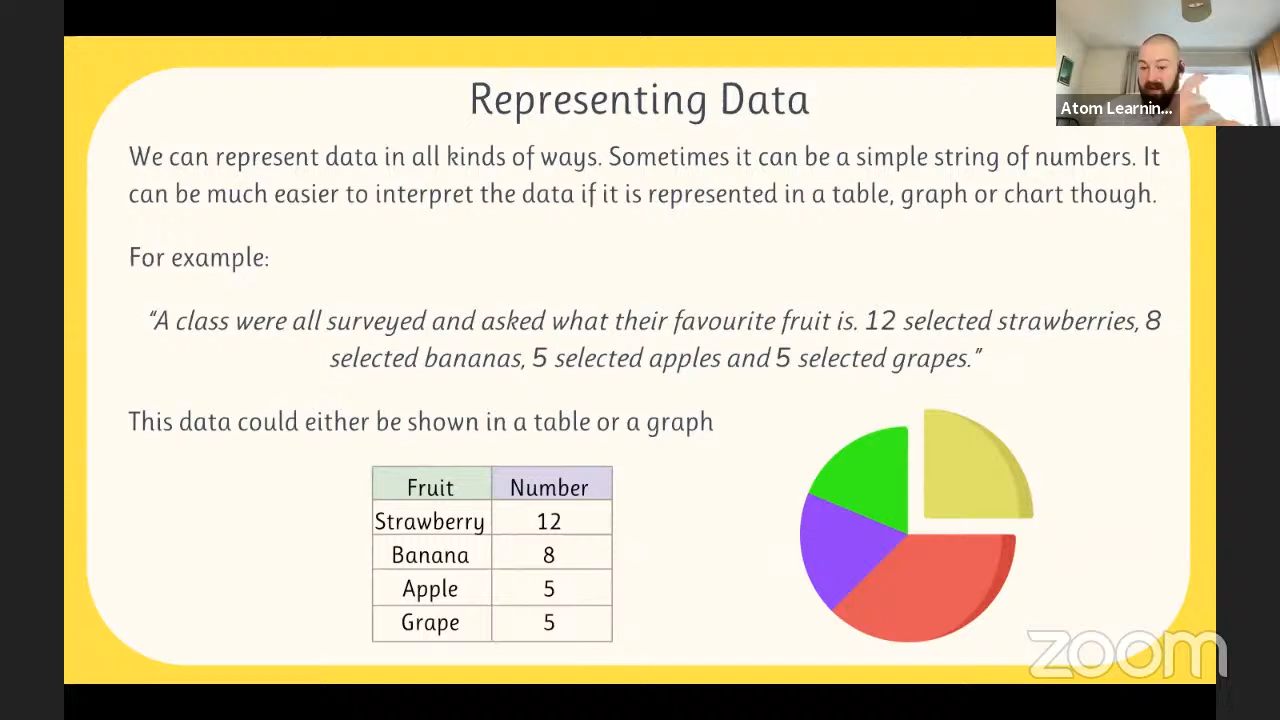 Representing Data
Atom Learnin...
We can represent data in all kinds of ways. Sometimes it can be a simple string of numbers. It
can be much easier to interpret the data if it is represented in a table, graph or chart though.
For example:
“A class were all surveyed and asked what their favourite fruit is. 12 selected strawberries, 8
selected bananas, 5 selected apples and 5 selected grapes.”
This data could either be shown in a table or a graph
Fruit Number
Strawberry 12
Banana 8
Apple 5
Grape 5
zoom